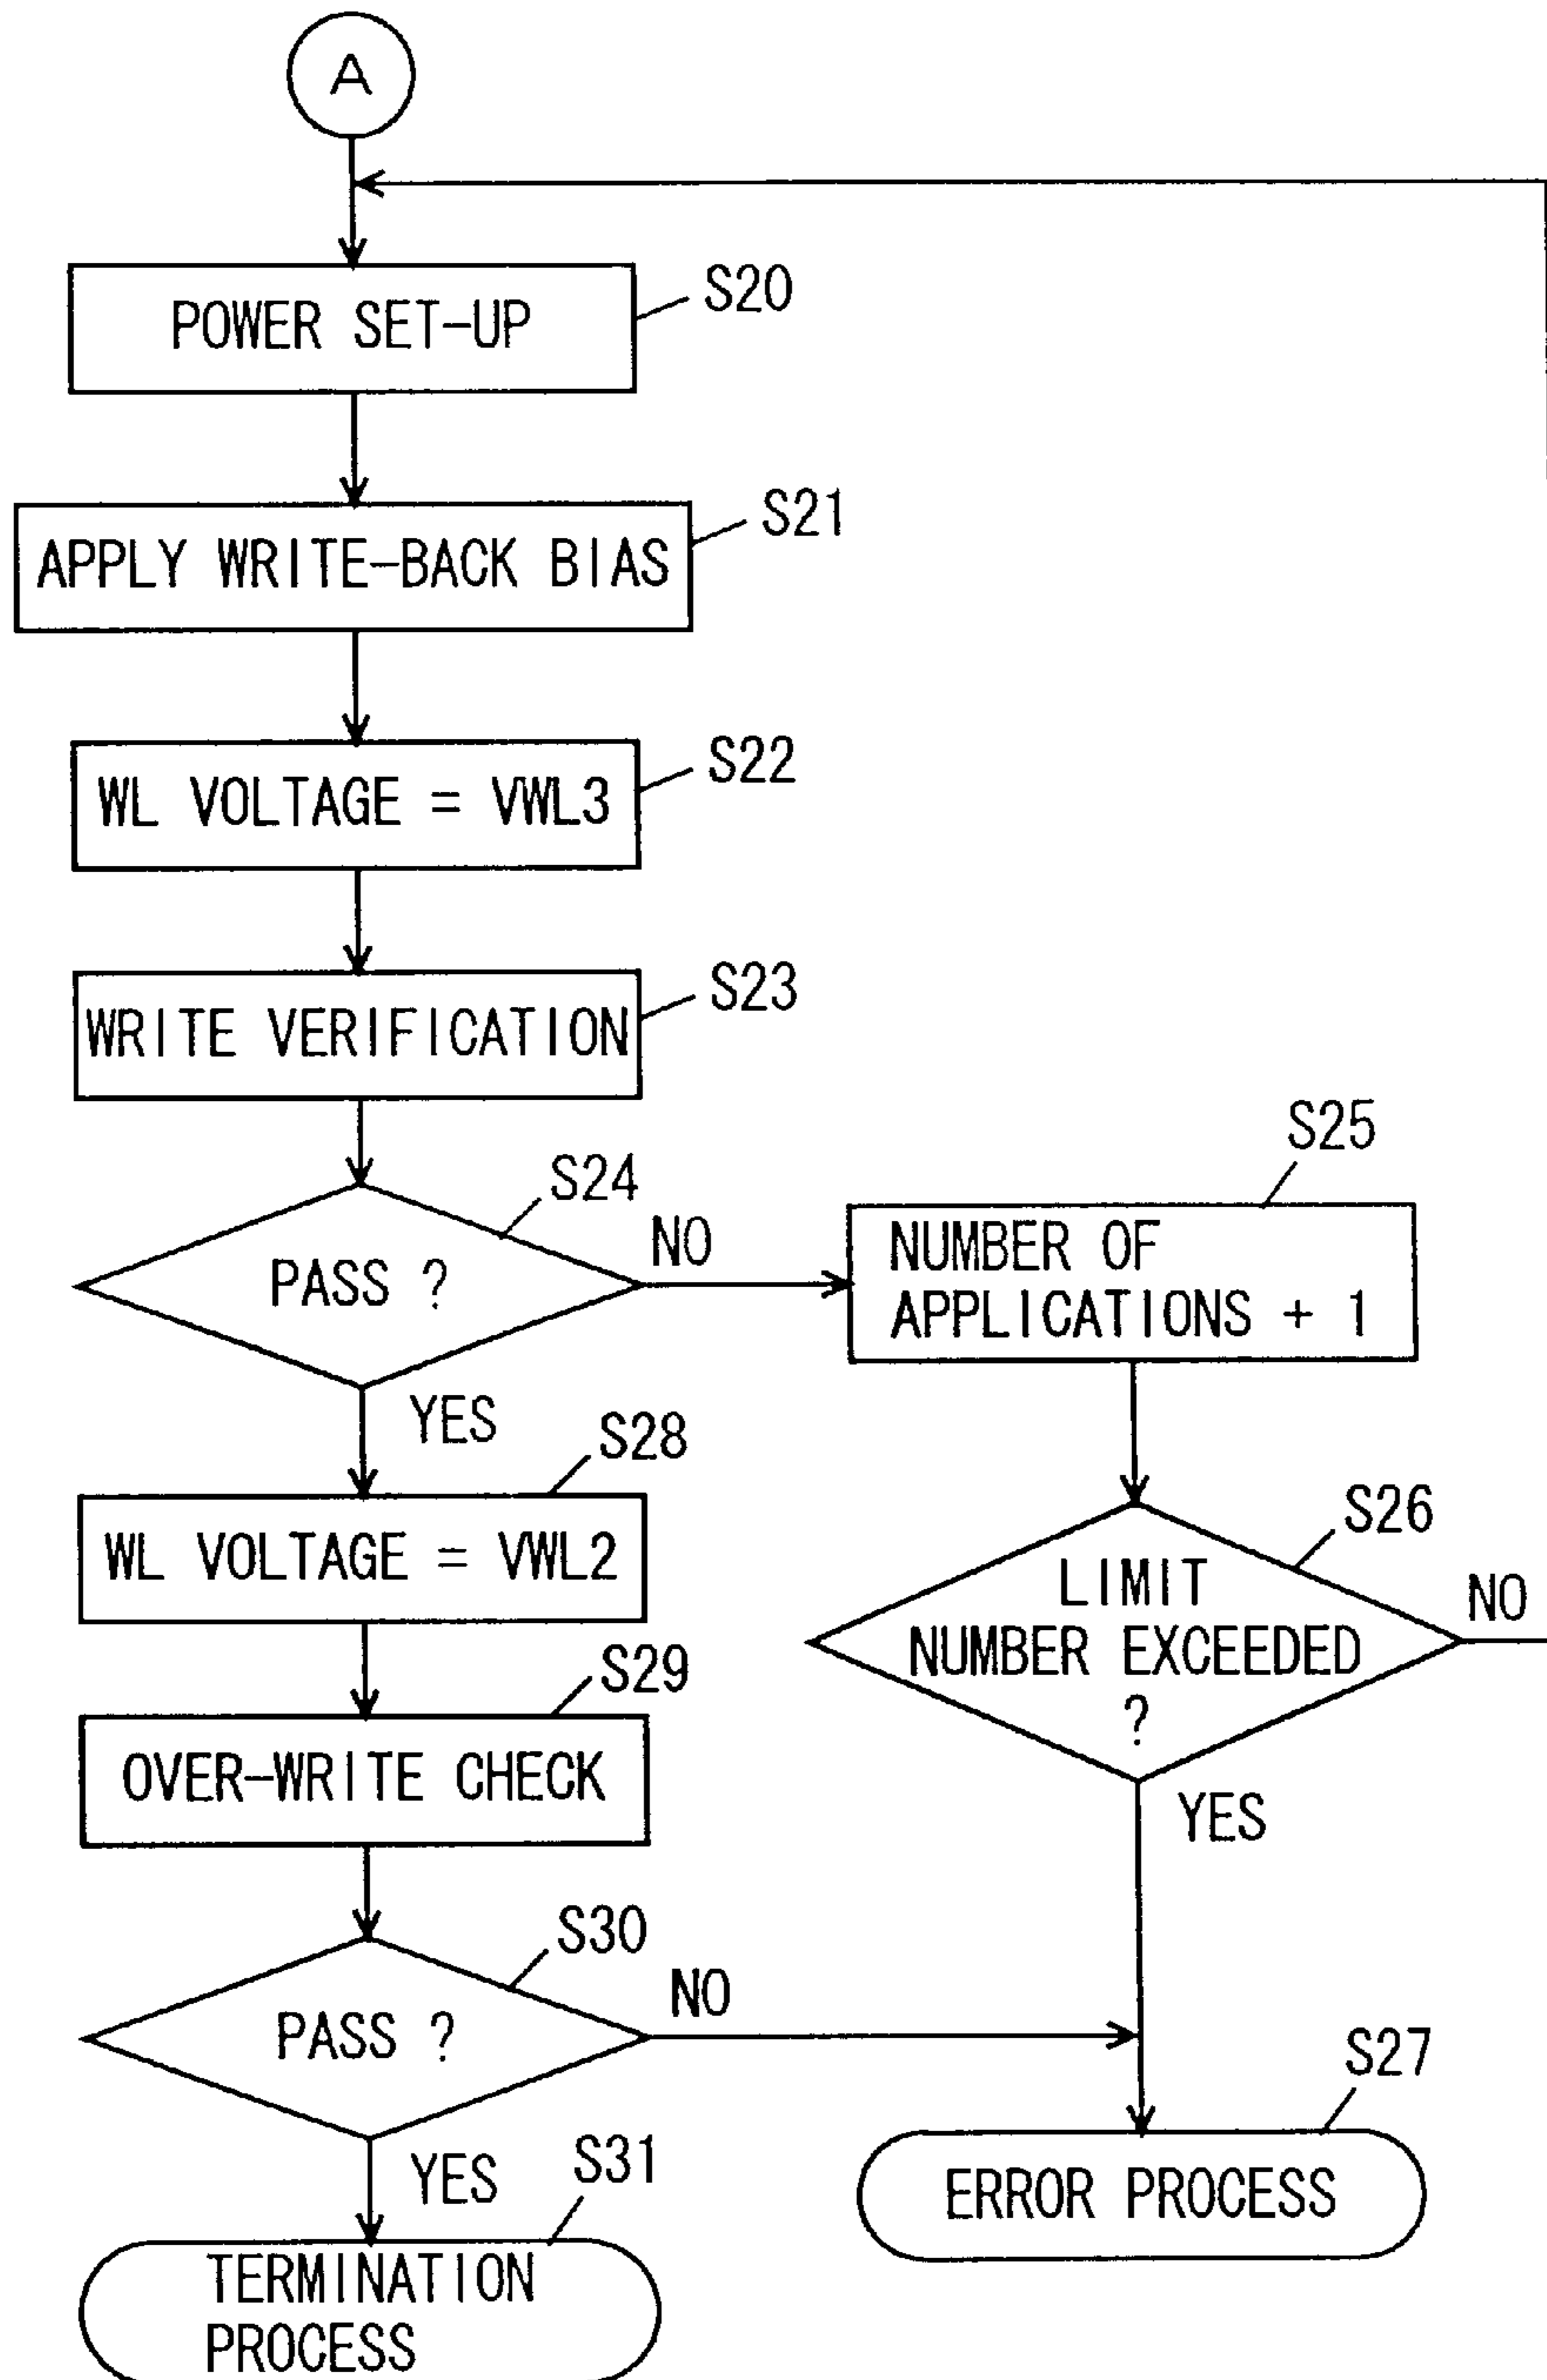 A
POWER SET-UP
S20
APPLY WRITE-BACK BIAS
S21
WL VOLTAGE = VWL3
S22
WRITE VERIFICATION
S23
PASS ?
S24
NO
YES
NUMBER OF
APPLICATIONS + 1
S25
LIMIT
NUMBER EXCEEDED
?
S26
NO
YES
WL VOLTAGE = VWL2
S28
OVER-WRITE CHECK
S29
PASS ?
S30
NO
YES
ERROR PROCESS
S27
TERMINATION
PROCESS
S31